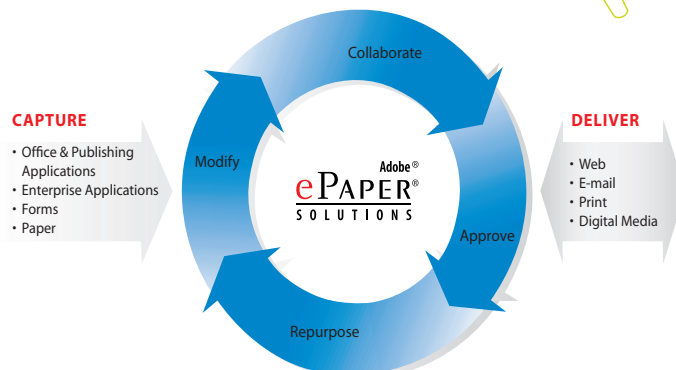 Collaborate
CAPTURE
• Office & Publishing
Applications
• Enterprise Applications
• Forms
• Paper
Modify
Adobe®
ePAPER®
SOLUTIONS
DELIVER
• Web
• E-mail
• Print
• Digital Media
Approve
Repurpose